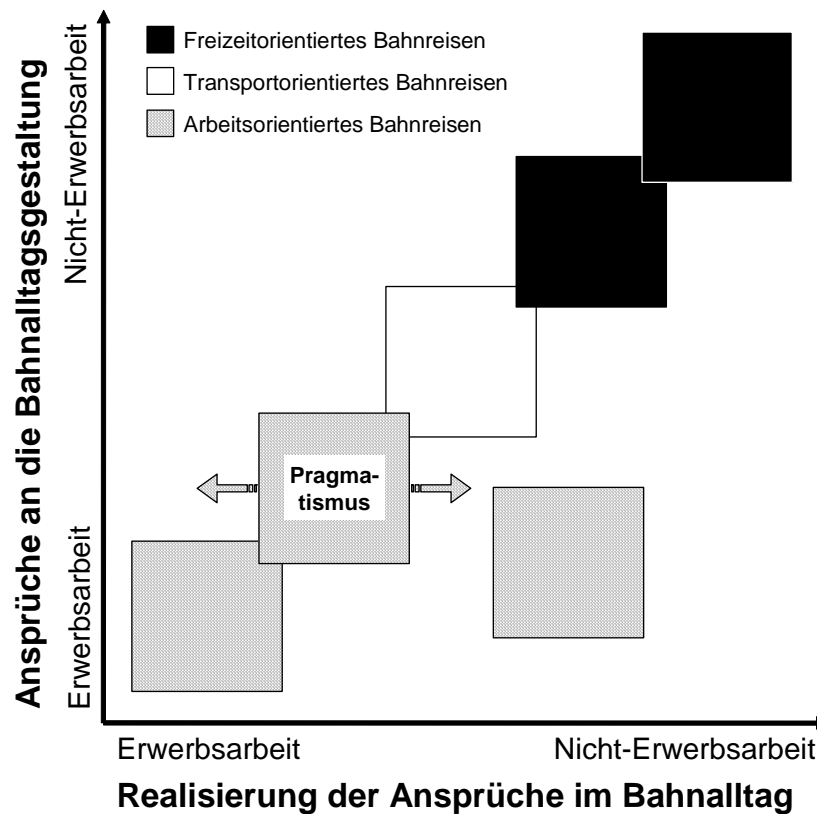 Freizeitorientiertes Bahnreisen
Transportorientiertes Bahnreisen
Arbeitsorientiertes Bahnreisen
Ansprüche an die Bahnalltagsgestaltung
Nicht-Erwerbsarbeit
Erwerbsarbeit
Pragma-
tismus
Erwerbsarbeit
Nicht-Erwerbsarbeit
Realisierung der Ansprüche im Bahnalltag